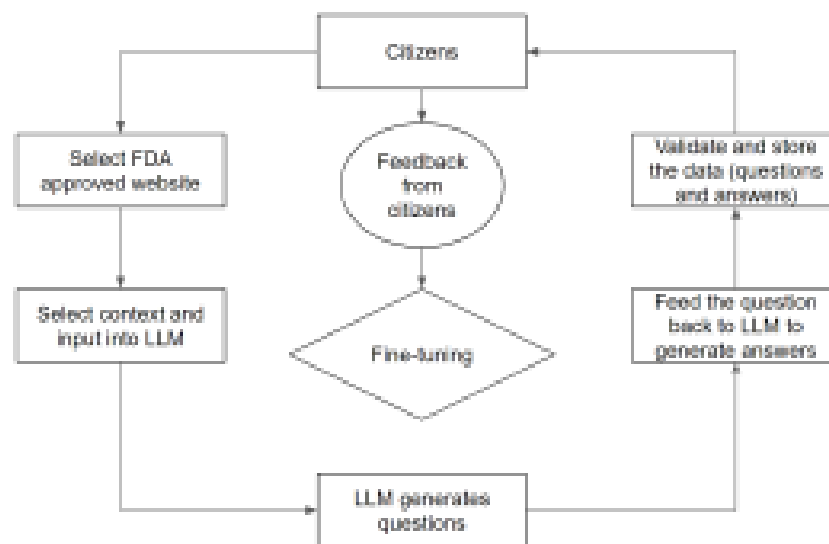 Citizens
Select FDA
approved website
Feedback
from
citizens
Validate and store
the data (questions
and answers)
Select context and
input into LLM
Fine-tuning
Feed the question
back to LLM to
generate answers
LLM generates
questions